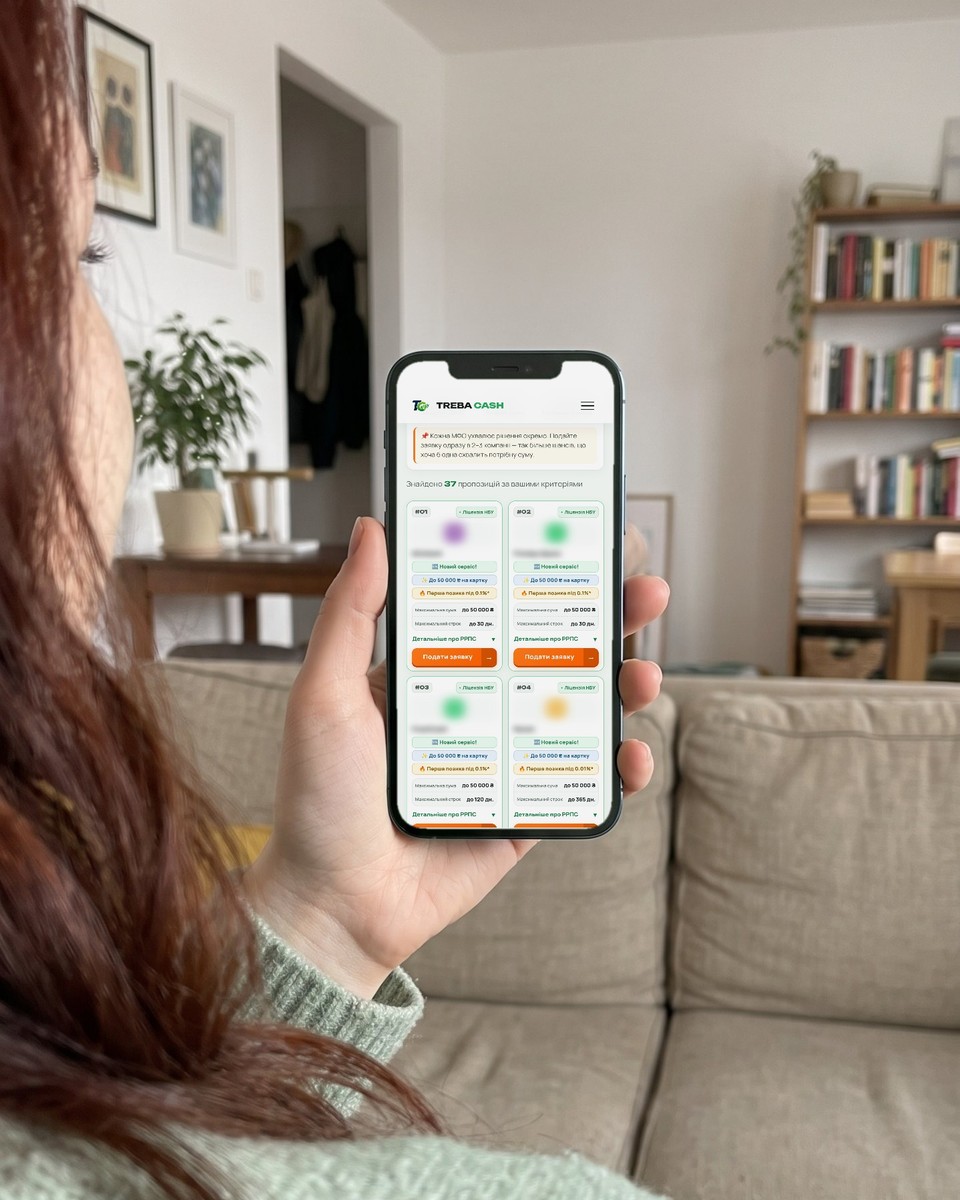 TREBA CASH
📌 Кожна МФО ухвалює рішення окремо. Подайте
заявку одразу в 2–3 компанії — так більше шансів, що
хоча б одна схвалить потрібну суму.
Знайдено 37 пропозицій за вашими критеріями
#01 • Ліцензія НБУ
🆕 Новий сервіс!
✨ До 50 000 ₴ на картку
🔥 Перша позика під 0.1%*
Максимальна сума до 50 000 ₴
Максимальний строк до 30 дн.
Детальніше про РРПС ▼
Подати заявку →
#02 • Ліцензія НБУ
🆕 Новий сервіс!
✨ До 50 000 ₴ на картку
🔥 Перша позика під 0.1%*
Максимальна сума до 50 000 ₴
Максимальний строк до 30 дн.
Детальніше про РРПС ▼
Подати заявку →
#03 • Ліцензія НБУ
🆕 Новий сервіс!
✨ До 50 000 ₴ на картку
🔥 Перша позика під 0.1%*
Максимальна сума до 50 000 ₴
Максимальний строк до 120 дн.
Детальніше про РРПС ▼
#04 • Ліцензія НБУ
🆕 Новий сервіс!
✨ До 50 000 ₴ на картку
🔥 Перша позика під 0.01%*
Максимальна сума до 50 000 ₴
Максимальний строк до 365 дн.
Детальніше про РРПС ▼